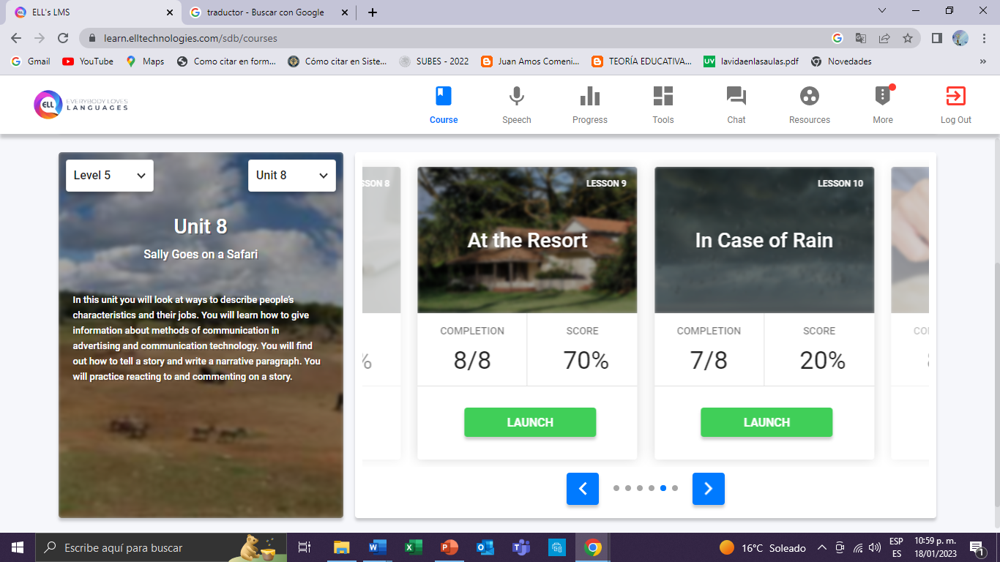 ELL's LMS
traductor - Buscar con Google
learn.elltechnologies.com/sdb/courses
Gmail
YouTube
Maps
Como citar en form...
Cómo citar en Siste...
SUBES - 2022
Juan Amos Comeni...
TEORÍA EDUCATIVA...
UV
lavidaenlasaulas.pdf
Novedades
»
ELL
EVERYBODY LOVES
LANGUAGES
Course
Speech
Progress
Tools
Chat
Resources
More
Log Out
Level 5
Unit 8
Unit 8
Sally Goes on a Safari
In this unit you will look at ways to describe people's
characteristics and their jobs. You will learn how to give
information about methods of communication in
advertising and communication technology. You will find
out how to tell a story and write a narrative paragraph. You
will practice reacting to and commenting on a story.
SSON 8
%
LESSON 9
At the Resort
COMPLETION
SCORE
8/8
70%
LAUNCH
LESSON 10
In Case of Rain
COMPLETION
SCORE
7/8
20%
LAUNCH
Escribe aquí para buscar
16°C Soleado
ESP
ES
10:59 p. m.
18/01/2023
1